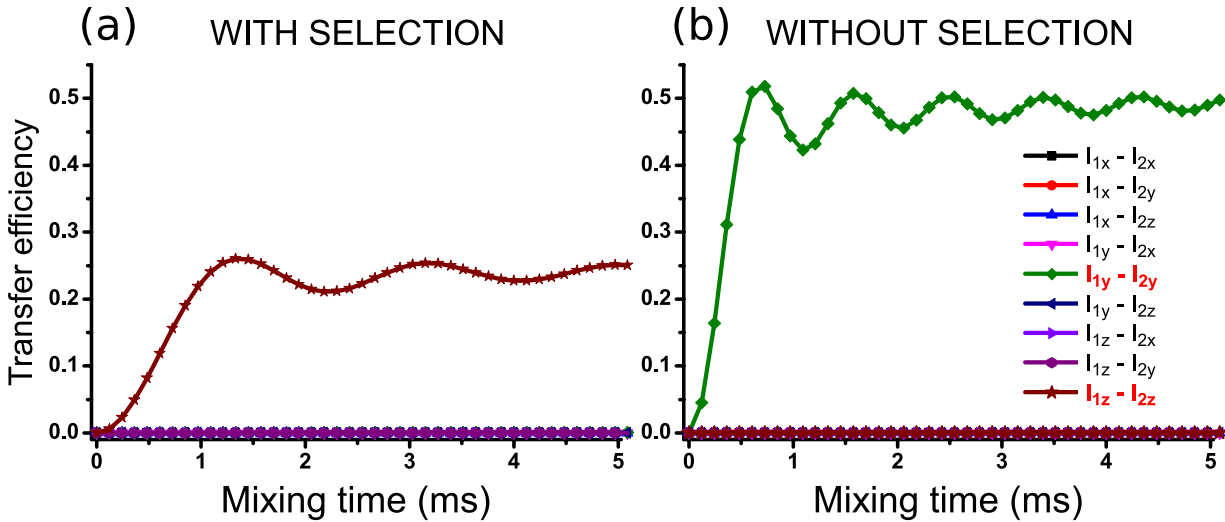 (a) WITH SELECTION
(b) WITHOUT SELECTION
Transfer efficiency
0.5
0.4
0.3
0.2
0.1
0.0
0 1 2 3 4 5
Mixing time (ms)
0.5
0.4
0.3
0.2
0.1
0.0
0 1 2 3 4 5
Mixing time (ms)
I1x - I2x
I1x - I2y
I1x - I2z
I1y - I2x
I1y - I2y
I1y - I2z
I1z - I2x
I1z - I2y
I1z - I2z